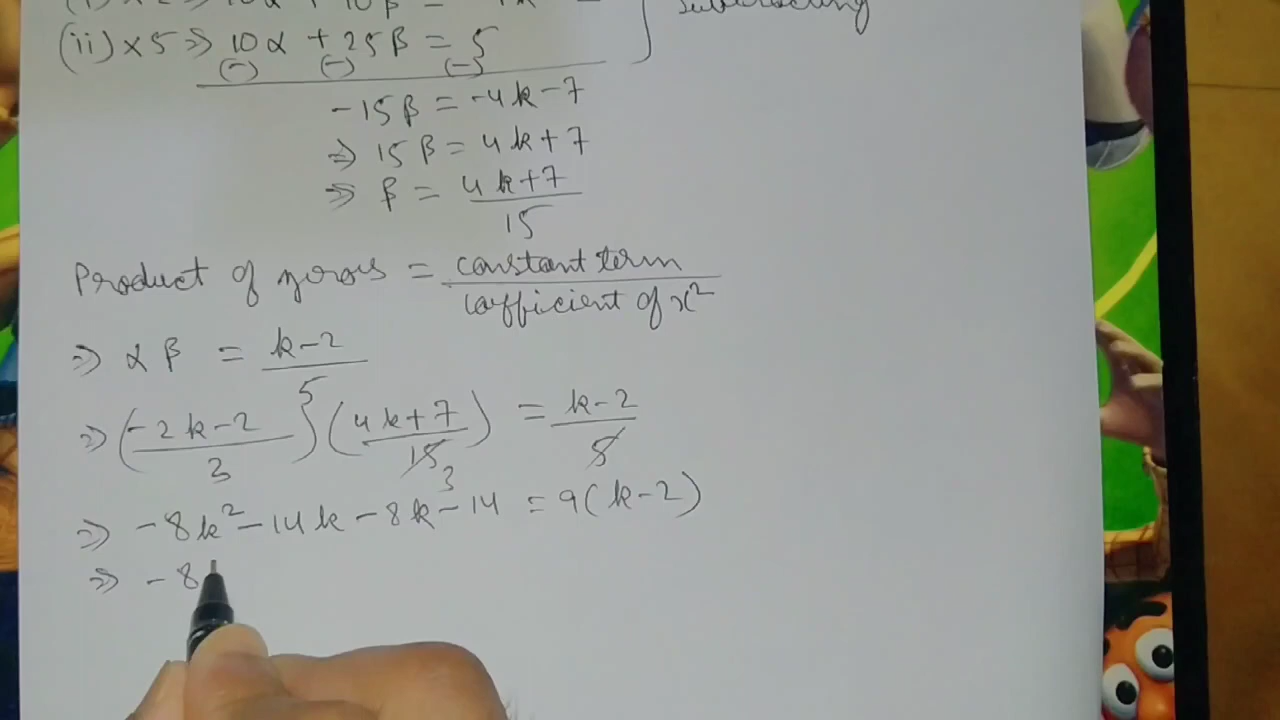 (ii) × 5 ⇒ 10α + 25β = 5
(-) (-) (-)
-15β = -4k-7
⇒ 15β = 4k+7
⇒ β = 4k+7 / 15
Product of zeroes = constant term / coefficient of x²
⇒ αβ = k-2 / 5
⇒ (-2k-2 / 3) (4k+7 / 15) = k-2 / 5
3
⇒ -8k² - 14k - 8k - 14 = 9(k-2)
⇒ -8